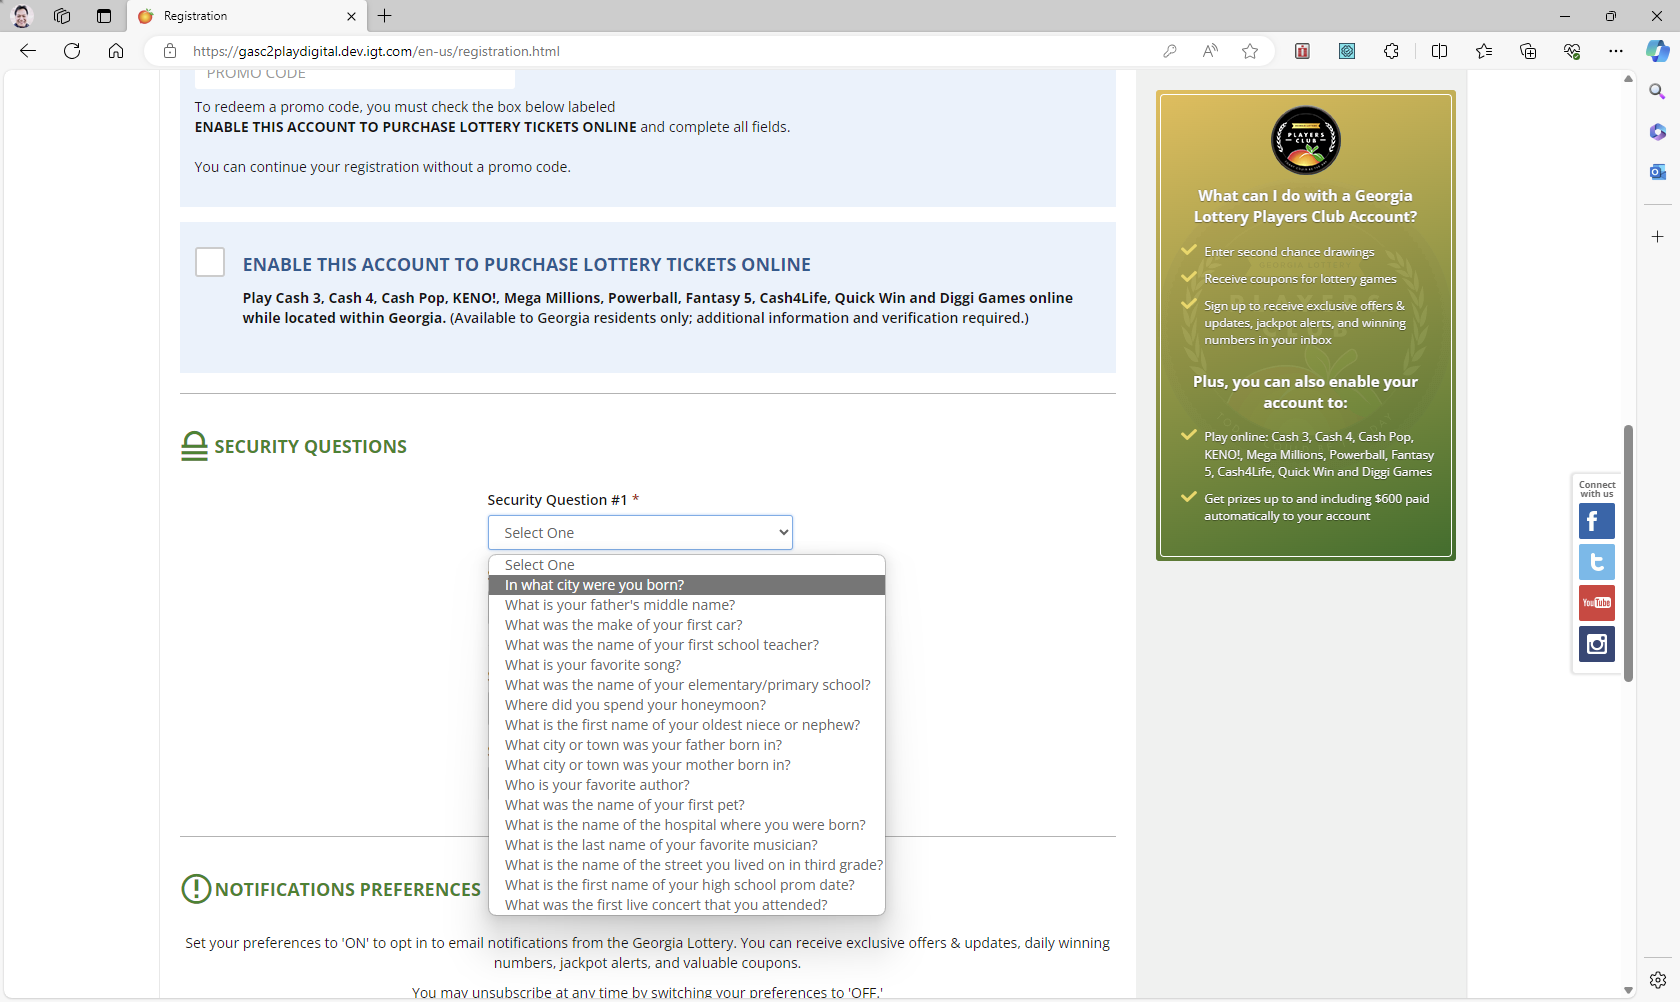 Registration
https://gasc2playdigital.dev.igt.com/en-us/registration.html
PROMO CODE
To redeem a promo code, you must check the box below labeled
ENABLE THIS ACCOUNT TO PURCHASE LOTTERY TICKETS ONLINE and complete all fields.
You can continue your registration without a promo code.
ENABLE THIS ACCOUNT TO PURCHASE LOTTERY TICKETS ONLINE
Play Cash 3, Cash 4, Cash Pop, KENO!, Mega Millions, Powerball, Fantasy 5, Cash4Life, Quick Win and Diggi Games online
while located within Georgia. (Available to Georgia residents only; additional information and verification required.)
SECURITY QUESTIONS
Security Question #1 *
Select One
Select One
In what city were you born?
What is your father's middle name?
What was the make of your first car?
What was the name of your first school teacher?
What is your favorite song?
What was the name of your elementary/primary school?
Where did you spend your honeymoon?
What is the first name of your oldest niece or nephew?
What city or town was your father born in?
What city or town was your mother born in?
Who is your favorite author?
What was the name of your first pet?
What is the name of the hospital where you were born?
What is the last name of your favorite musician?
What is the name of the street you lived on in third grade?
What is the first name of your high school prom date?
What was the first live concert that you attended?
NOTIFICATIONS PREFERENCES
Set your preferences to 'ON' to opt in to email notifications from the Georgia Lottery. You can receive exclusive offers & updates, daily winning
numbers, jackpot alerts, and valuable coupons.
You may unsubscribe at any time by switching your preferences to 'OFF.'
PLAYERS
CLUB
What can I do with a Georgia
Lottery Players Club Account?
Enter second chance drawings
Receive coupons for lottery games
Sign up to receive exclusive offers &
updates, jackpot alerts, and winning
numbers in your inbox
Plus, you can also enable your
account to:
Play online: Cash 3, Cash 4, Cash Pop,
KENO!, Mega Millions, Powerball, Fantasy
5, Cash4Life, Quick Win and Diggi Games
Get prizes up to and including $600 paid
automatically to your account
Connect
with us
YouTube